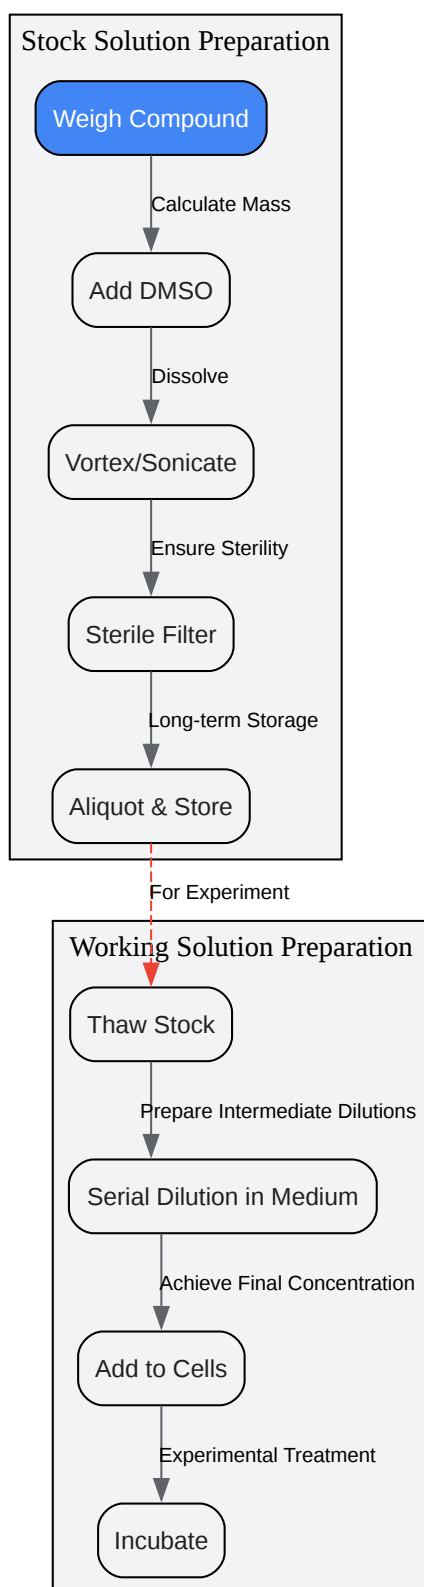 Stock Solution Preparation
Weigh Compound
Calculate Mass
Add DMSO
Dissolve
Vortex/Sonicate
Ensure Sterility
Sterile Filter
Long-term Storage
Aliquot & Store
For Experiment
Working Solution Preparation
Thaw Stock
Prepare Intermediate Dilutions
Serial Dilution in Medium
Achieve Final Concentration
Add to Cells
Experimental Treatment
Incubate